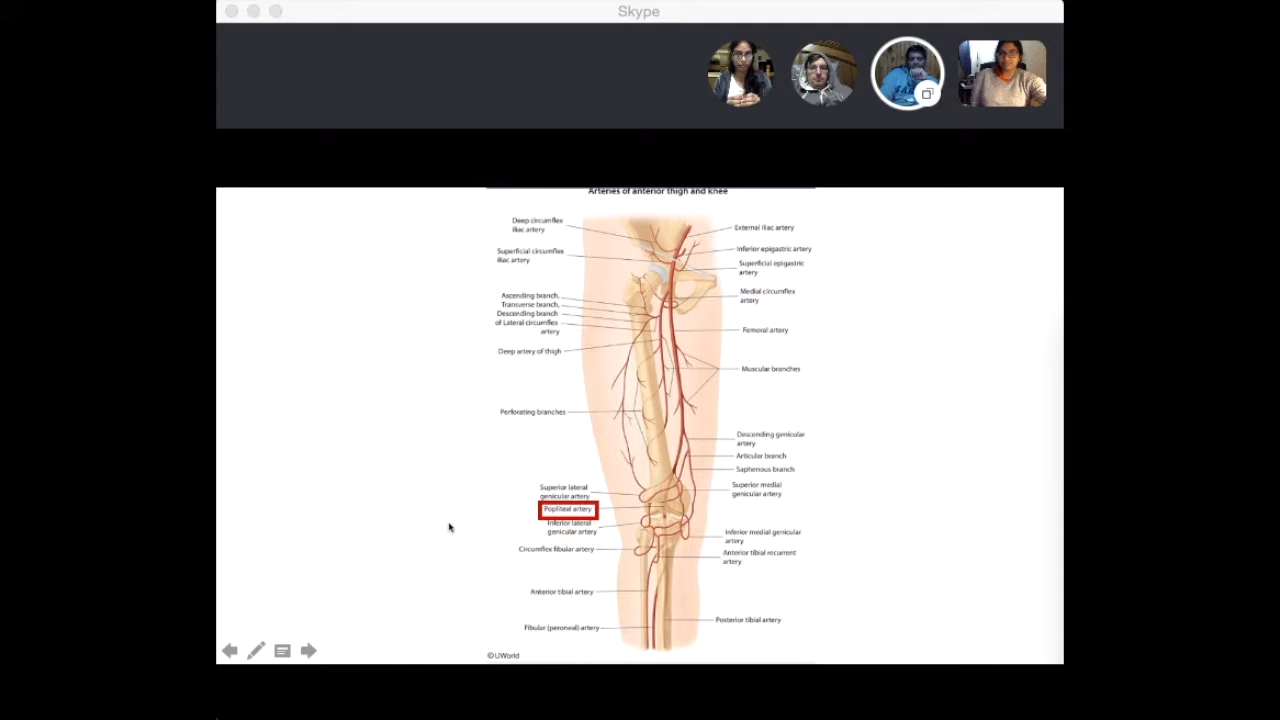 Skype
Arteries of anterior thigh and knee
Deep circumflex
iliac artery
Superficial circumflex
iliac artery
Ascending branch,
Transverse branch,
Descending branch
of Lateral circumflex
artery
Deep artery of thigh
Perforating branches
Superior lateral
genicular artery
Popliteal artery
Inferior lateral
genicular artery
Circumflex fibular artery
Anterior tibial artery
Fibular (peroneal) artery
External iliac artery
Inferior epigastric artery
Superficial epigastric
artery
Medial circumflex
artery
Femoral artery
Muscular branches
Descending genicular
artery
Articular branch
Saphenous branch
Superior medial
genicular artery
Inferior medial genicular
artery
Anterior tibial recurrent
artery
Posterior tibial artery
©UWorld